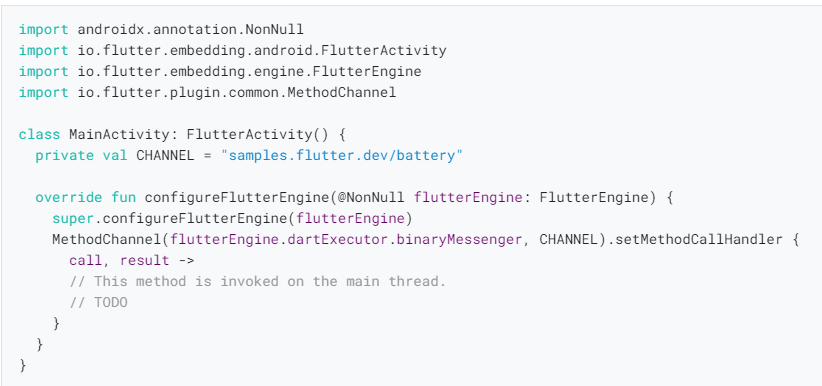 import androidx.annotation.NonNull
import io.flutter.embedding.android.FlutterActivity
import io.flutter.embedding.engine.FlutterEngine
import io.flutter.plugin.common.MethodChannel

class MainActivity: FlutterActivity() {
  private val CHANNEL = "samples.flutter.dev/battery"

  override fun configureFlutterEngine(@NonNull flutterEngine: FlutterEngine) {
    super.configureFlutterEngine(flutterEngine)
    MethodChannel(flutterEngine.dartExecutor.binaryMessenger, CHANNEL).setMethodCallHandler {
      call, result ->
      // This method is invoked on the main thread.
      // TODO
    }
  }
}